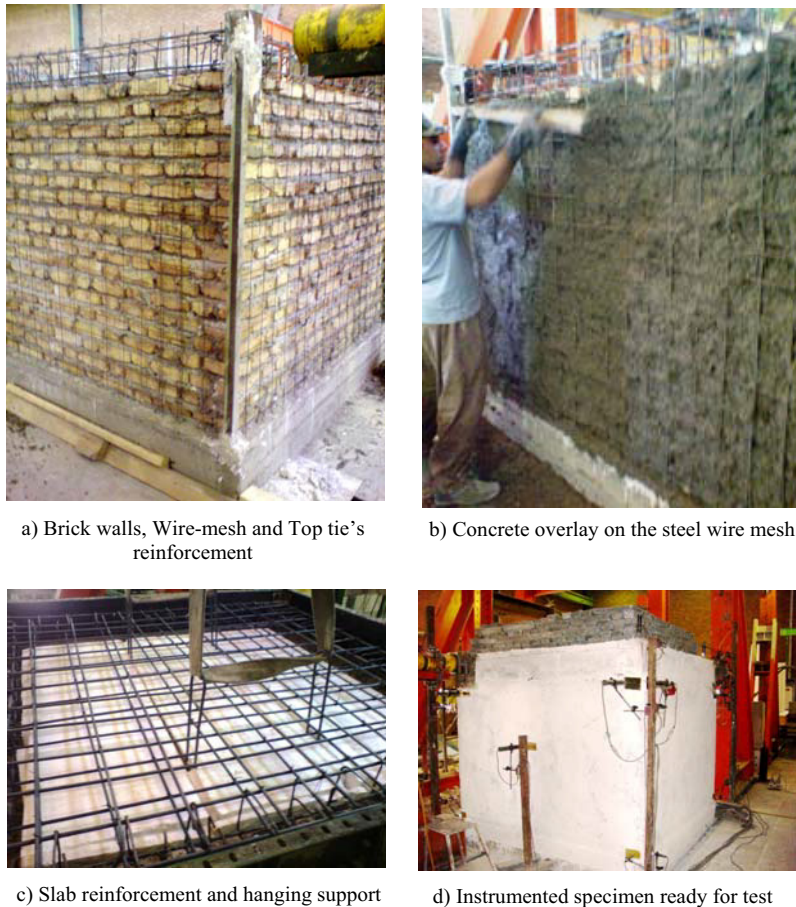 a) Brick walls, Wire-mesh and Top tie's
reinforcement
b) Concrete overlay on the steel wire mesh
c) Slab reinforcement and hanging support
d) Instrumented specimen ready for test